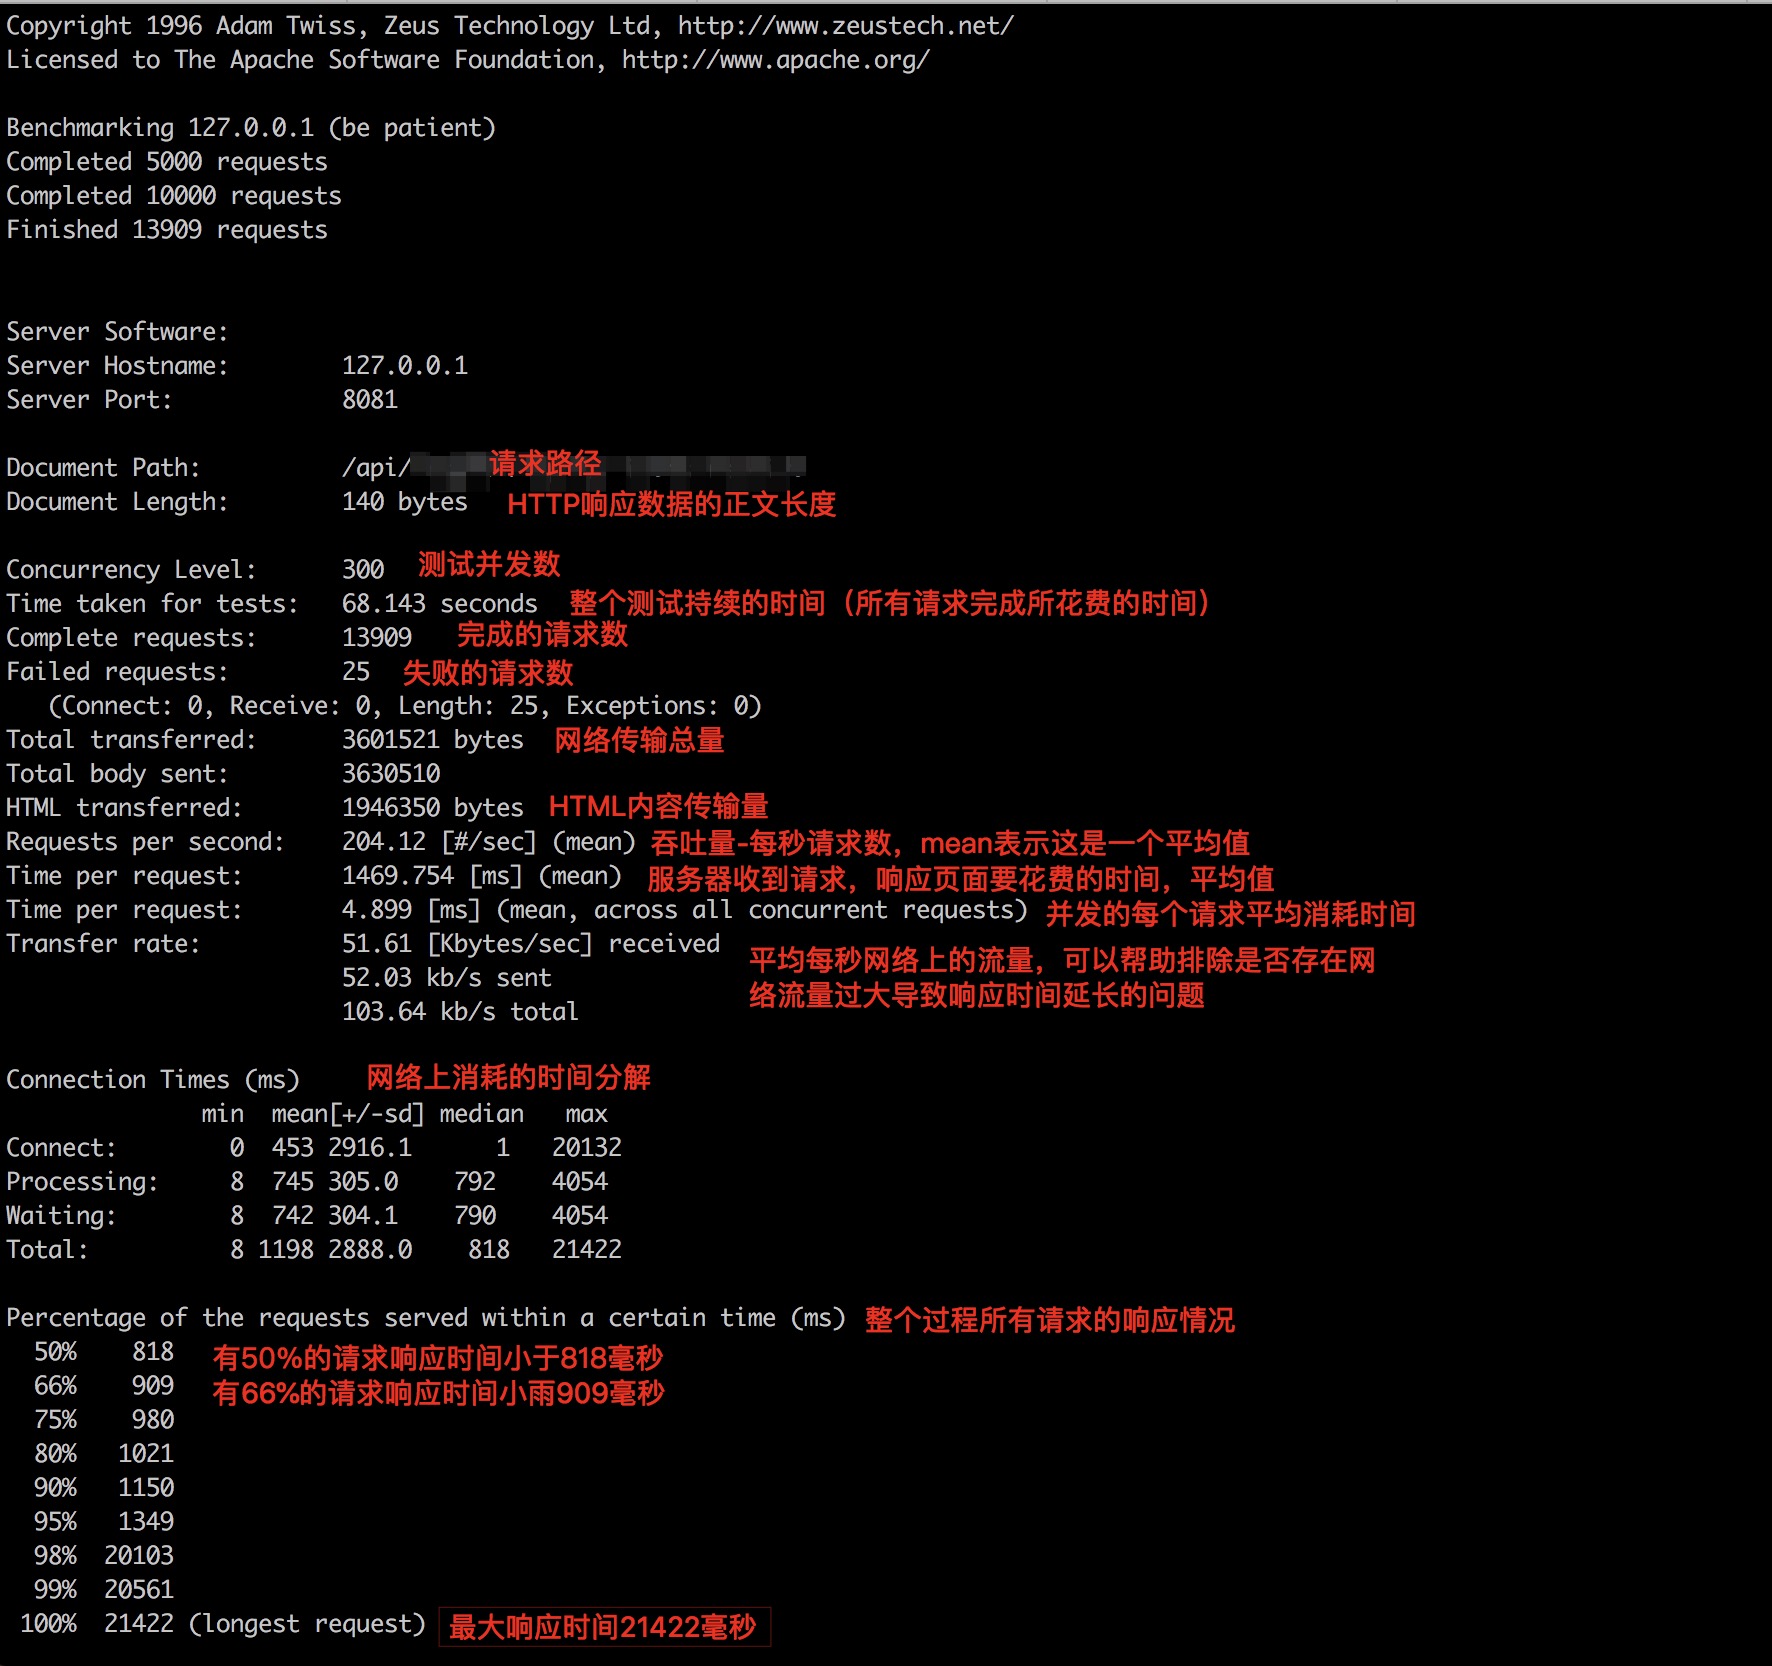 Copyright 1996 Adam Twiss, Zeus Technology Ltd, http://www.zeustech.net/
Licensed to The Apache Software Foundation, http://www.apache.org/
Benchmarking 127.0.0.1 (be patient)
Completed 5000 requests
Completed 10000 requests
Finished 13909 requests
Server Software:
Server Hostname: 127.0.0.1
Server Port: 8081
Document Path: /api/ 请求路径
Document Length: 140 bytes HTTP响应数据的正文长度
Concurrency Level: 300 测试并发数
Time taken for tests: 68.143 seconds 整个测试持续的时间（所有请求完成所花费的时间）
Complete requests: 13909 完成的请求数
Failed requests: 25 失败的请求数
(Connect: 0, Receive: 0, Length: 25, Exceptions: 0)
Total transferred: 3601521 bytes 网络传输总量
Total body sent: 3630510
HTML transferred: 1946350 bytes HTML内容传输量
Requests per second: 204.12 [#/sec] (mean) 吞吐量-每秒请求数，mean表示这是一个平均值
Time per request: 1469.754 [ms] (mean) 服务器收到请求，响应页面要花费的时间，平均值
Time per request: 4.899 [ms] (mean, across all concurrent requests) 并发的每个请求平均消耗时间
Transfer rate: 51.61 [Kbytes/sec] received
平均每秒网络上的流量，可以帮助排除是否存在网
52.03 kb/s sent
络流量过大导致响应时间延长的问题
103.64 kb/s total
Connection Times (ms) 网络上消耗的时间分解
min mean[+/-sd] median max
Connect: 0 453 2916.1 1 20132
Processing: 8 745 305.0 792 4054
Waiting: 8 742 304.1 790 4054
Total: 8 1198 2888.0 818 21422
Percentage of the requests served within a certain time (ms) 整个过程所有请求的响应情况
50% 818 有50%的请求响应时间小于818毫秒
66% 909 有66%的请求响应时间小雨909毫秒
75% 980
80% 1021
90% 1150
95% 1349
98% 20103
99% 20561
100% 21422 (longest request) 最大响应时间21422毫秒